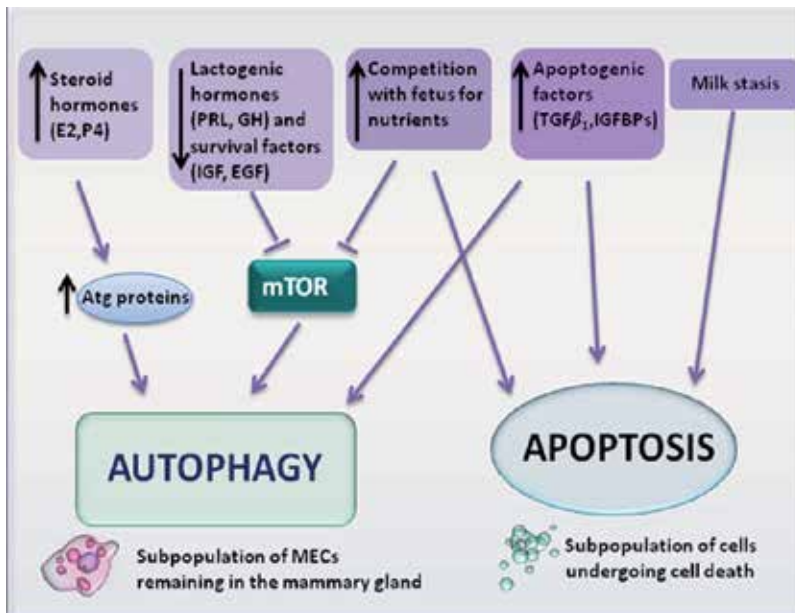 Steroid
hormones
(E2,P4)
Lactogenic
hormones
(PRL, GH) and
survival factors
(IGF, EGF)
Competition
with fetus for
nutrients
Apoptogenic
factors
(TGFβ₁,IGFBPs)
Milk stasis
Atg proteins
mTOR
AUTOPHAGY
APOPTOSIS
Subpopulation of MECs
remaining in the mammary gland
Subpopulation of cells
undergoing cell death